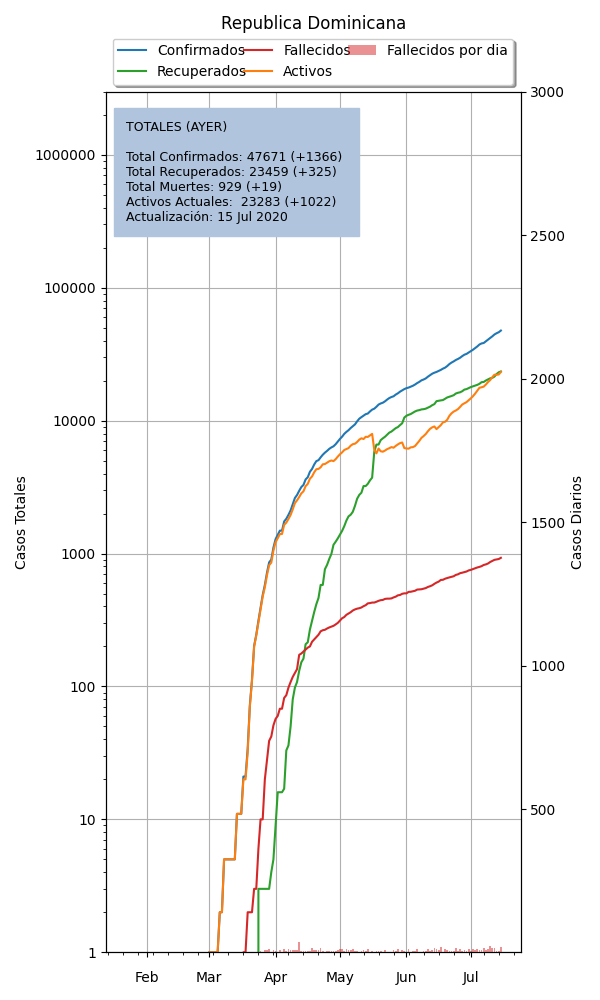 Republica Dominicana
Confirmados
Recuperados
Fallecidos
Activos
Fallecidos por dia
TOTALES (AYER)
Total Confirmados: 47671 (+1366)
Total Recuperados: 23459 (+325)
Total Muertes: 929 (+19)
Activos Actuales: 23283 (+1022)
Actualización: 15 Jul 2020
Casos Totales
1000000
100000
10000
1000
100
10
1
3000
2500
2000
1500
1000
500
Casos Diarios
Feb Mar Apr May Jun Jul